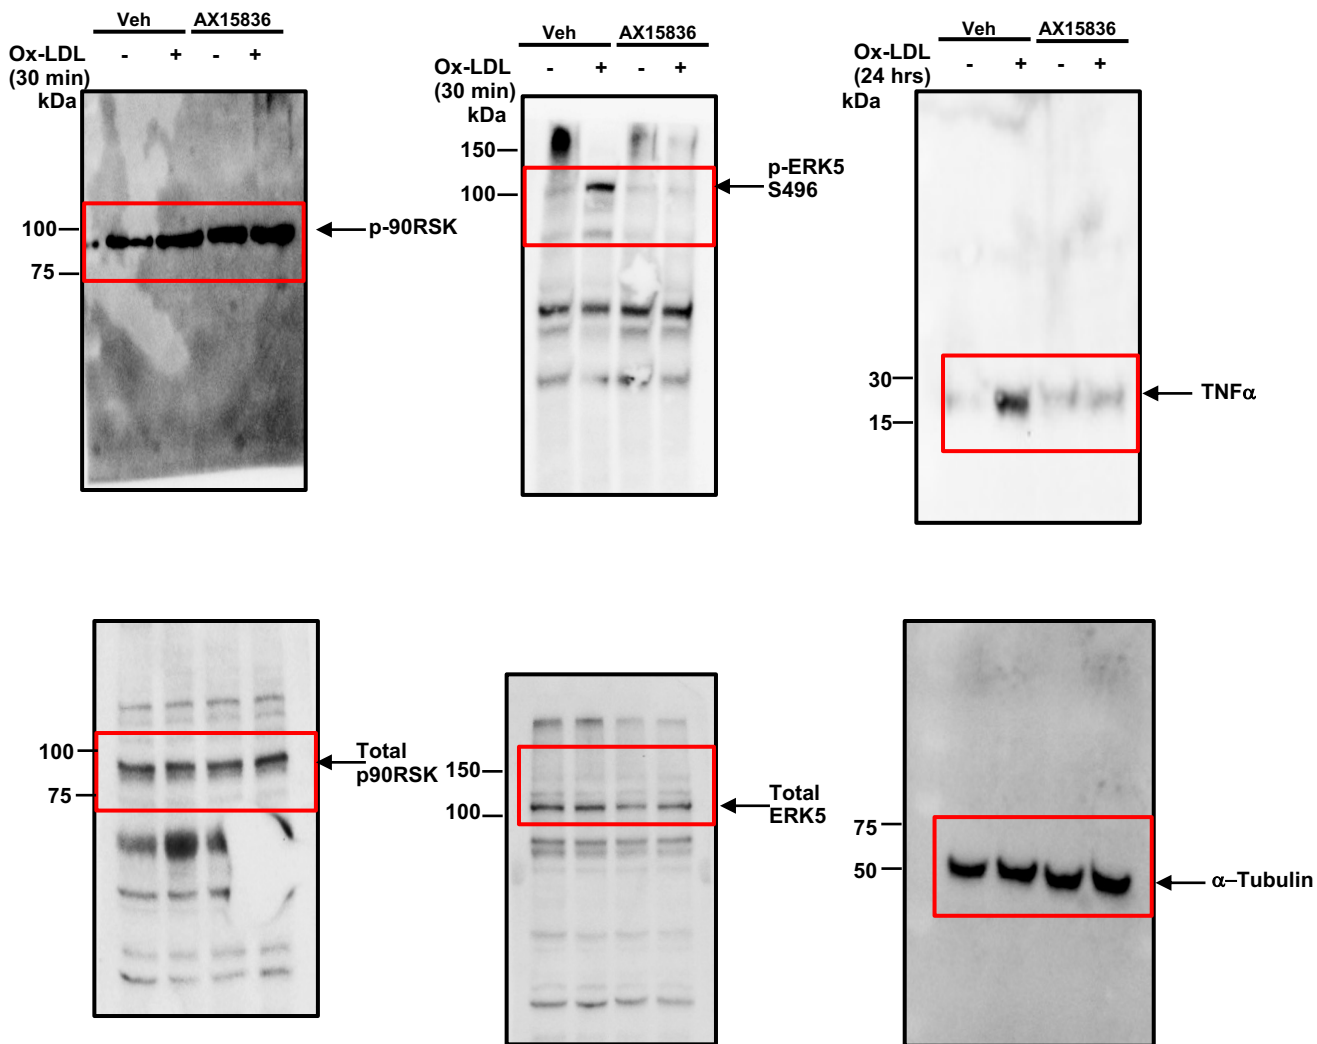 Veh AX15836
Ox-LDL - + - +
(30 min)
kDa
100
75
p-90RSK
Veh AX15836
Ox-LDL - + - +
(30 min)
kDa
150
100
p-ERK5
S496
Veh AX15836
Ox-LDL - + - +
(24 hrs)
kDa
30
15
TNFα
100
75
Total
p90RSK
150
100
Total
ERK5
75
50
α–Tubulin